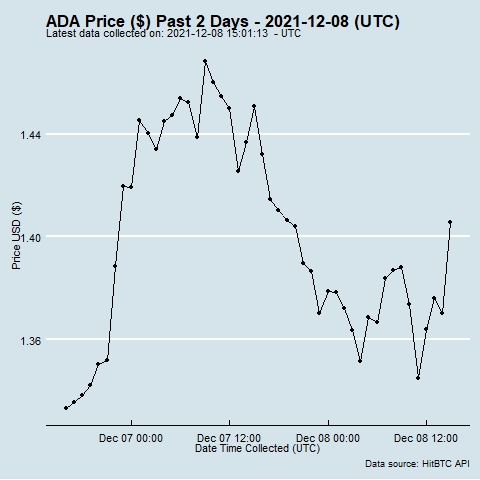 ADA Price ($) Past 2 Days - 2021-12-08 (UTC)
Latest data collected on: 2021-12-08 15:01:13 - UTC
1.44
1.40
1.36
Price USD ($)
Dec 07 00:00
Dec 07 12:00
Dec 08 00:00
Dec 08 12:00
Date Time Collected (UTC)
Data source: HitBTC API